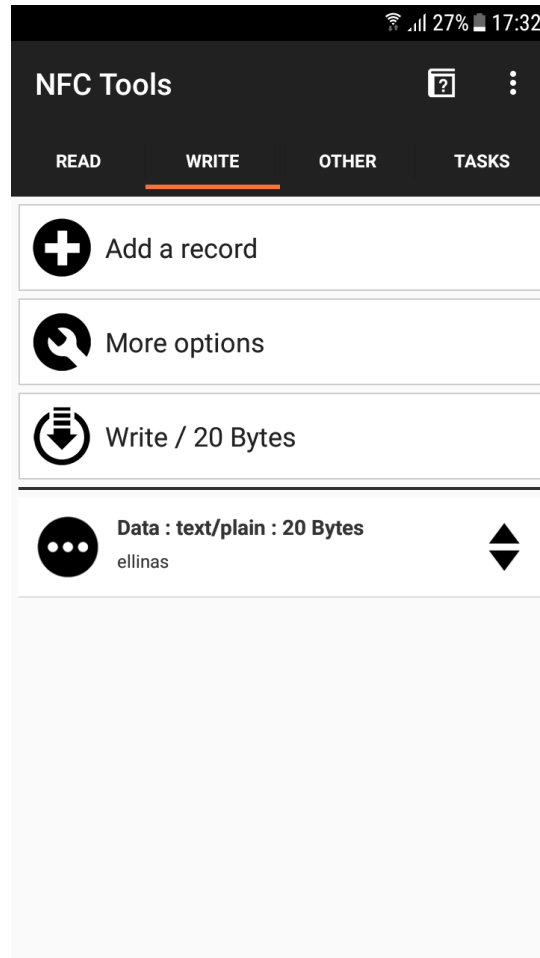 27% 17:32
NFC Tools
READ WRITE OTHER TASKS
Add a record
More options
Write / 20 Bytes
Data : text/plain : 20 Bytes
ellinas